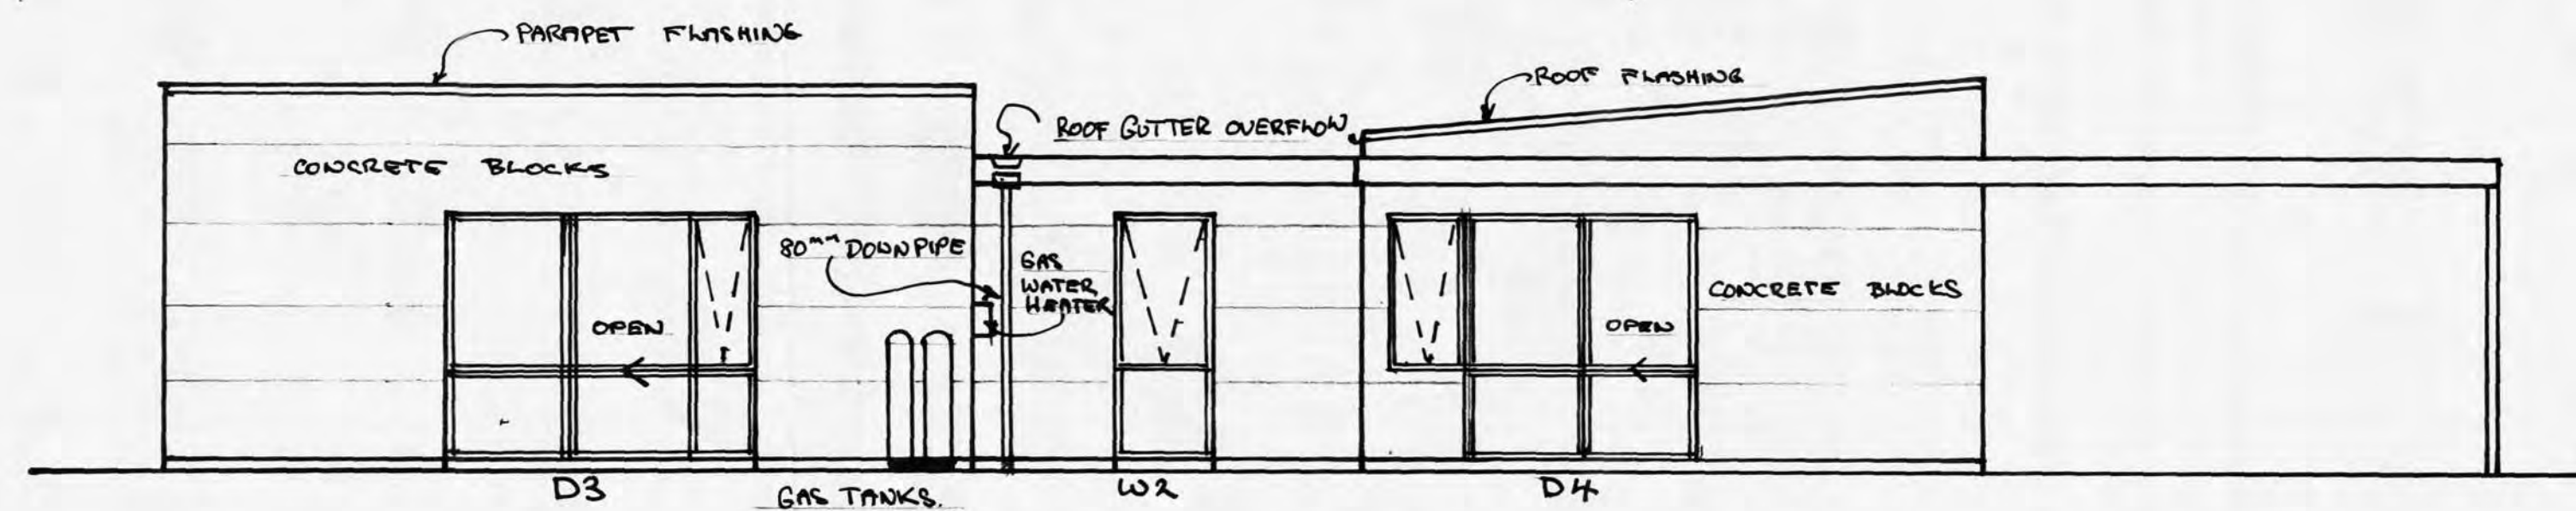 PARAPET FLASHING
ROOF FLASHING
ROOF GUTTER OVERFLOW
CONCRETE BLOCKS
80mm DOWNPIPE
GAS
WATER
HEATER
CONCRETE BLOCKS
OPEN
OPEN
D3
GAS TANKS.
W2
D4